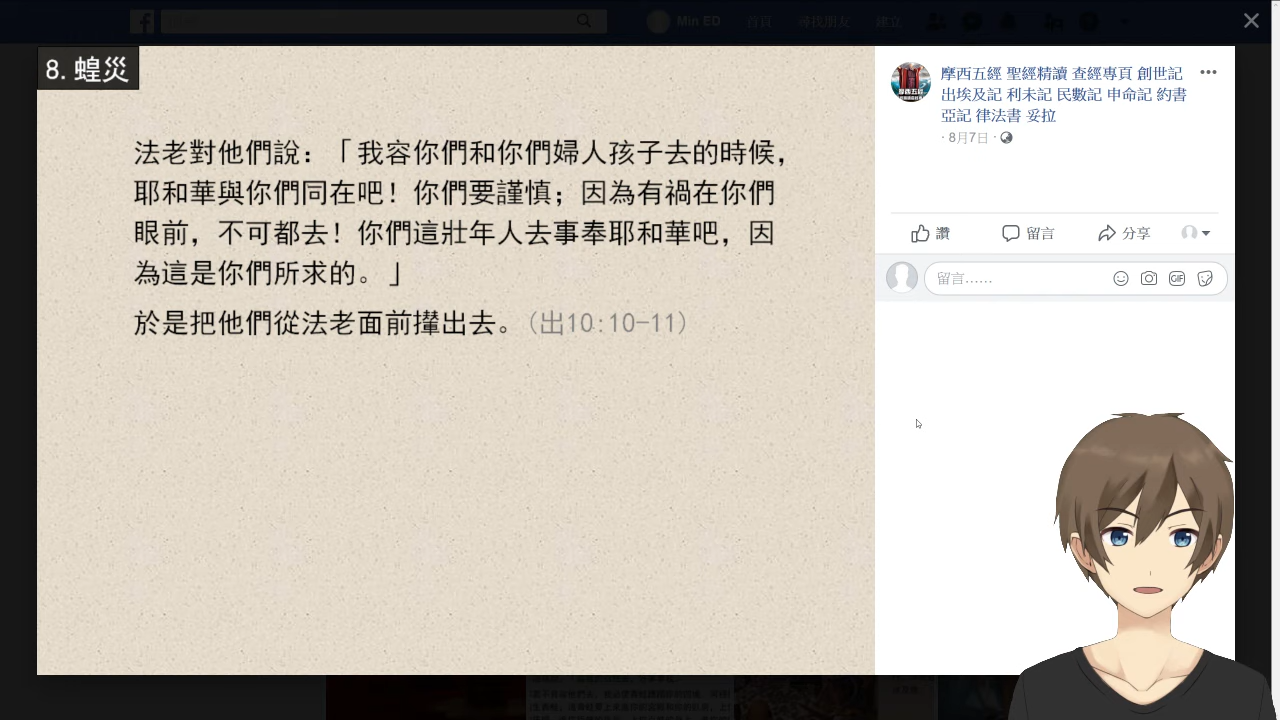 Min ED 首頁 尋找朋友 建立
8. 蝗災
法老對他們說：「我容你們和你們婦人孩子去的時候，
耶和華與你們同在吧！你們要謹慎；因為有禍在你們
眼前，不可都去！你們這壯年人去事奉耶和華吧，因
為這是你們所求的。」
於是把他們從法老面前攆出去。（出10:10-11）
摩西五經 聖經精讀 查經專頁 創世記
出埃及記 利未記 民數記 申命記 約書
亞記 律法書 妥拉
· 8月7日 ·
讚 留言 分享
留言......
GIF